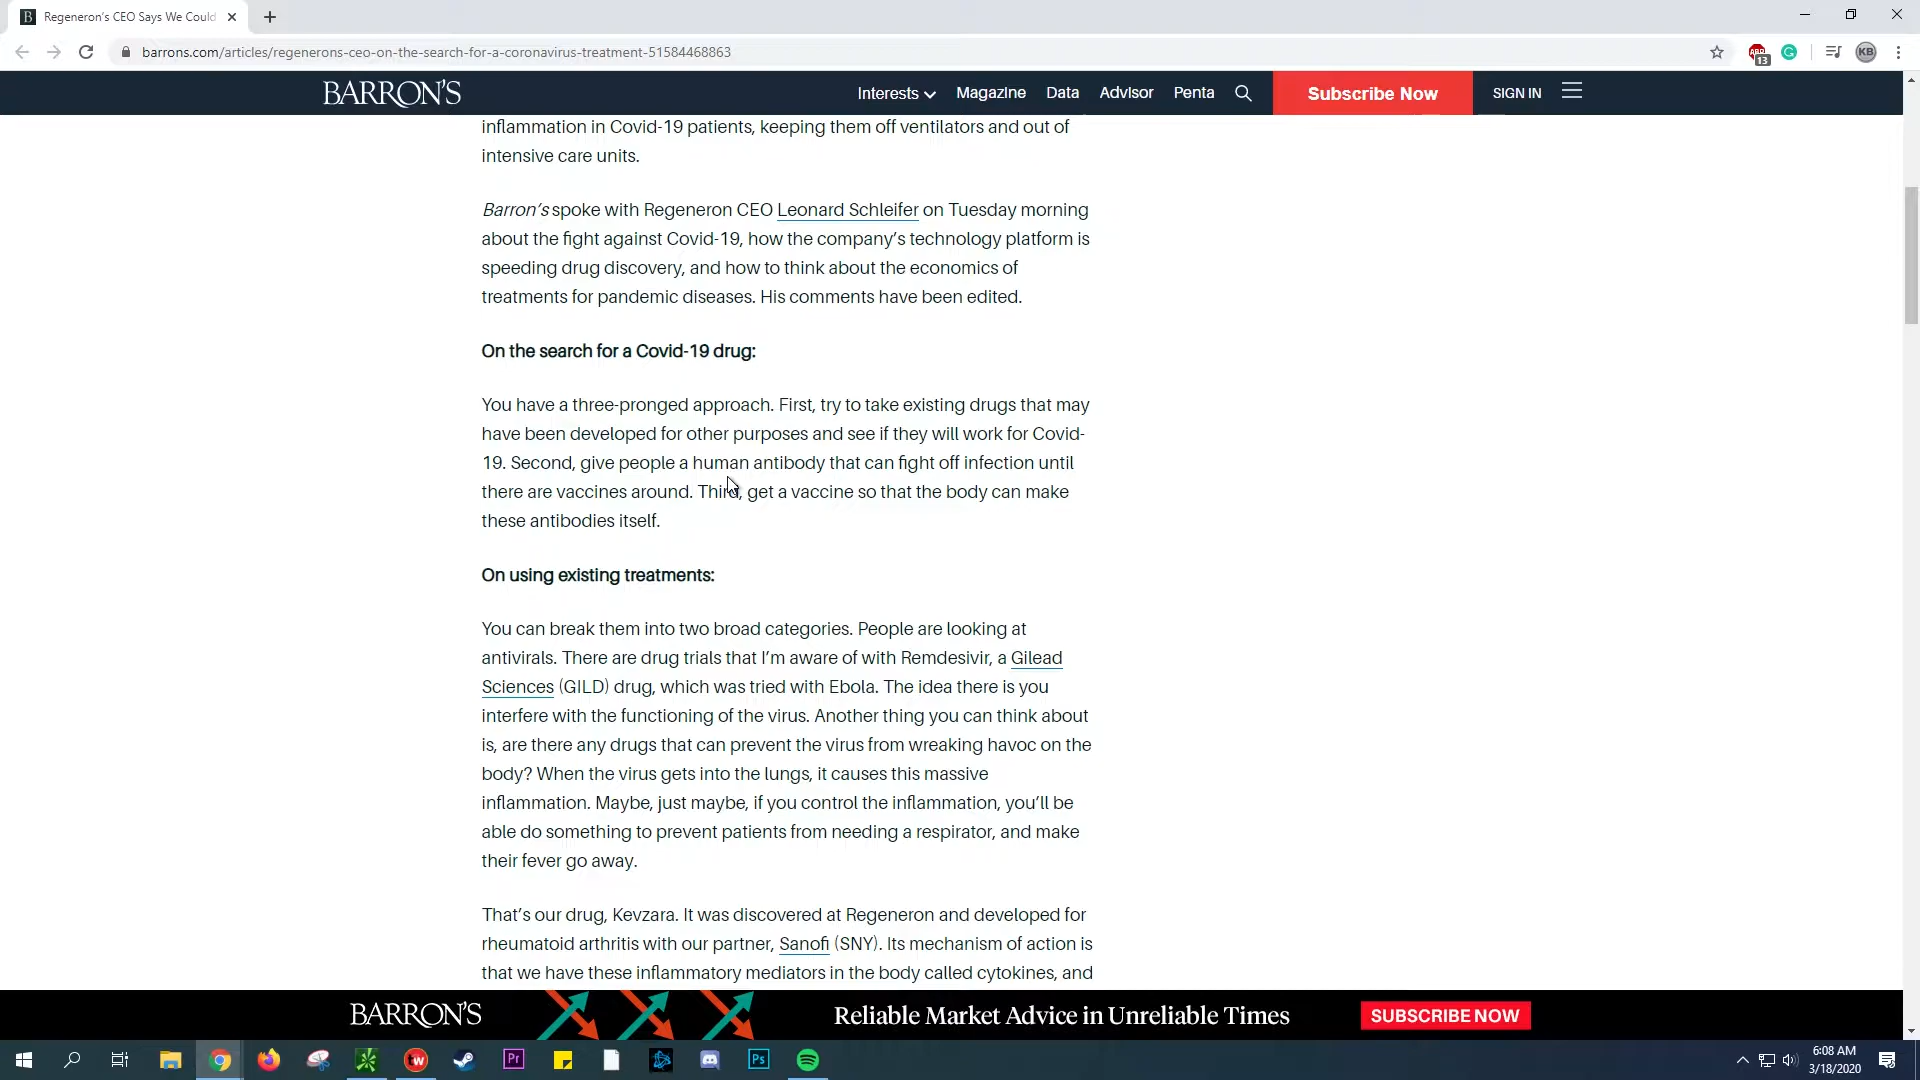 Regeneron's CEO Says We Could
barrons.com/articles/regenerons-ceo-on-the-search-for-a-coronavirus-treatment-51584468863
13
KB
BARRON'S
Interests
Magazine
Data
Advisor
Penta
Subscribe Now
SIGN IN
inflammation in Covid-19 patients, keeping them off ventilators and out of
intensive care units.
Barron's spoke with Regeneron CEO Leonard Schleifer on Tuesday morning
about the fight against Covid-19, how the company's technology platform is
speeding drug discovery, and how to think about the economics of
treatments for pandemic diseases. His comments have been edited.
On the search for a Covid-19 drug:
You have a three-pronged approach. First, try to take existing drugs that may
have been developed for other purposes and see if they will work for Covid-
19. Second, give people a human antibody that can fight off infection until
there are vaccines around. Third, get a vaccine so that the body can make
these antibodies itself.
On using existing treatments:
You can break them into two broad categories. People are looking at
antivirals. There are drug trials that I'm aware of with Remdesivir, a Gilead
Sciences (GILD) drug, which was tried with Ebola. The idea there is you
interfere with the functioning of the virus. Another thing you can think about
is, are there any drugs that can prevent the virus from wreaking havoc on the
body? When the virus gets into the lungs, it causes this massive
inflammation. Maybe, just maybe, if you control the inflammation, you'll be
able do something to prevent patients from needing a respirator, and make
their fever go away.
That's our drug, Kevzara. It was discovered at Regeneron and developed for
rheumatoid arthritis with our partner, Sanofi (SNY). Its mechanism of action is
that we have these inflammatory mediators in the body called cytokines, and
BARRON'S
Reliable Market Advice in Unreliable Times
SUBSCRIBE NOW
tw
Pr
Ps
6:08 AM
3/18/2020